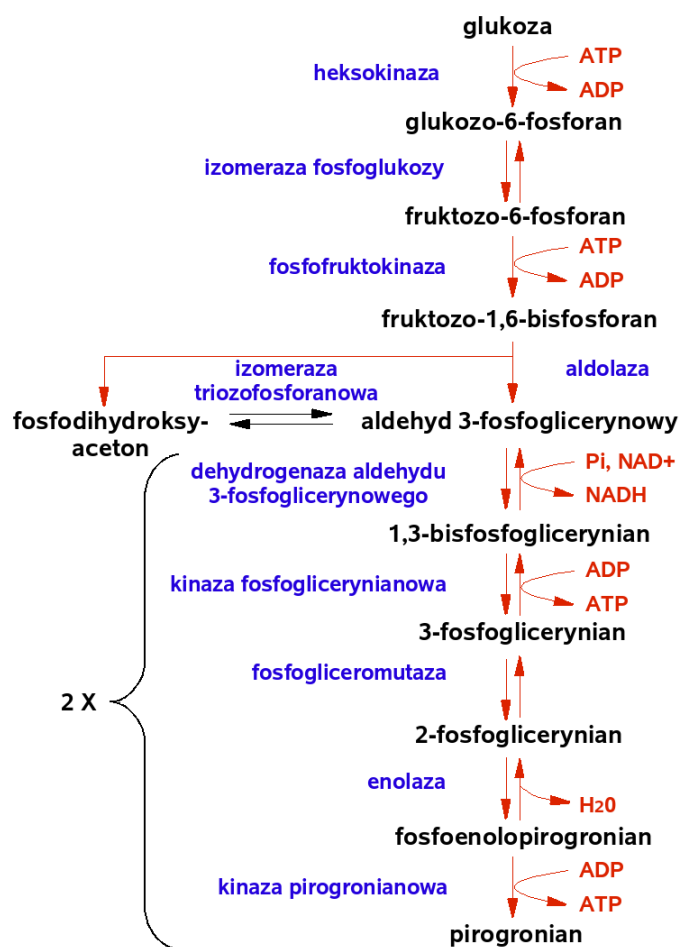 glukoza
ATP
heksokinaza
ADP
glukozo-6-fosforan
izomeraza fosfoglukozy
fruktozo-6-fosforan
ATP
fosfofruktokinaza
ADP
fruktozo-1,6-bisfosforan
izomeraza
triozofosforanowa
aldolaza
fosfodihydroksy-
aceton
aldehyd 3-fosfoglicerynowy
dehydrogenaza aldehydu
3-fosfoglicerynowego
Pi, NAD+
NADH
1,3-bisfosfoglicerynian
ADP
kinaza fosfoglicerynianowa
ATP
3-fosfoglicerynian
fosfogliceromutaza
2 X
2-fosfoglicerynian
enolaza
H20
fosfoenolopirogronian
ADP
kinaza pirogronianowa
ATP
pirogronian